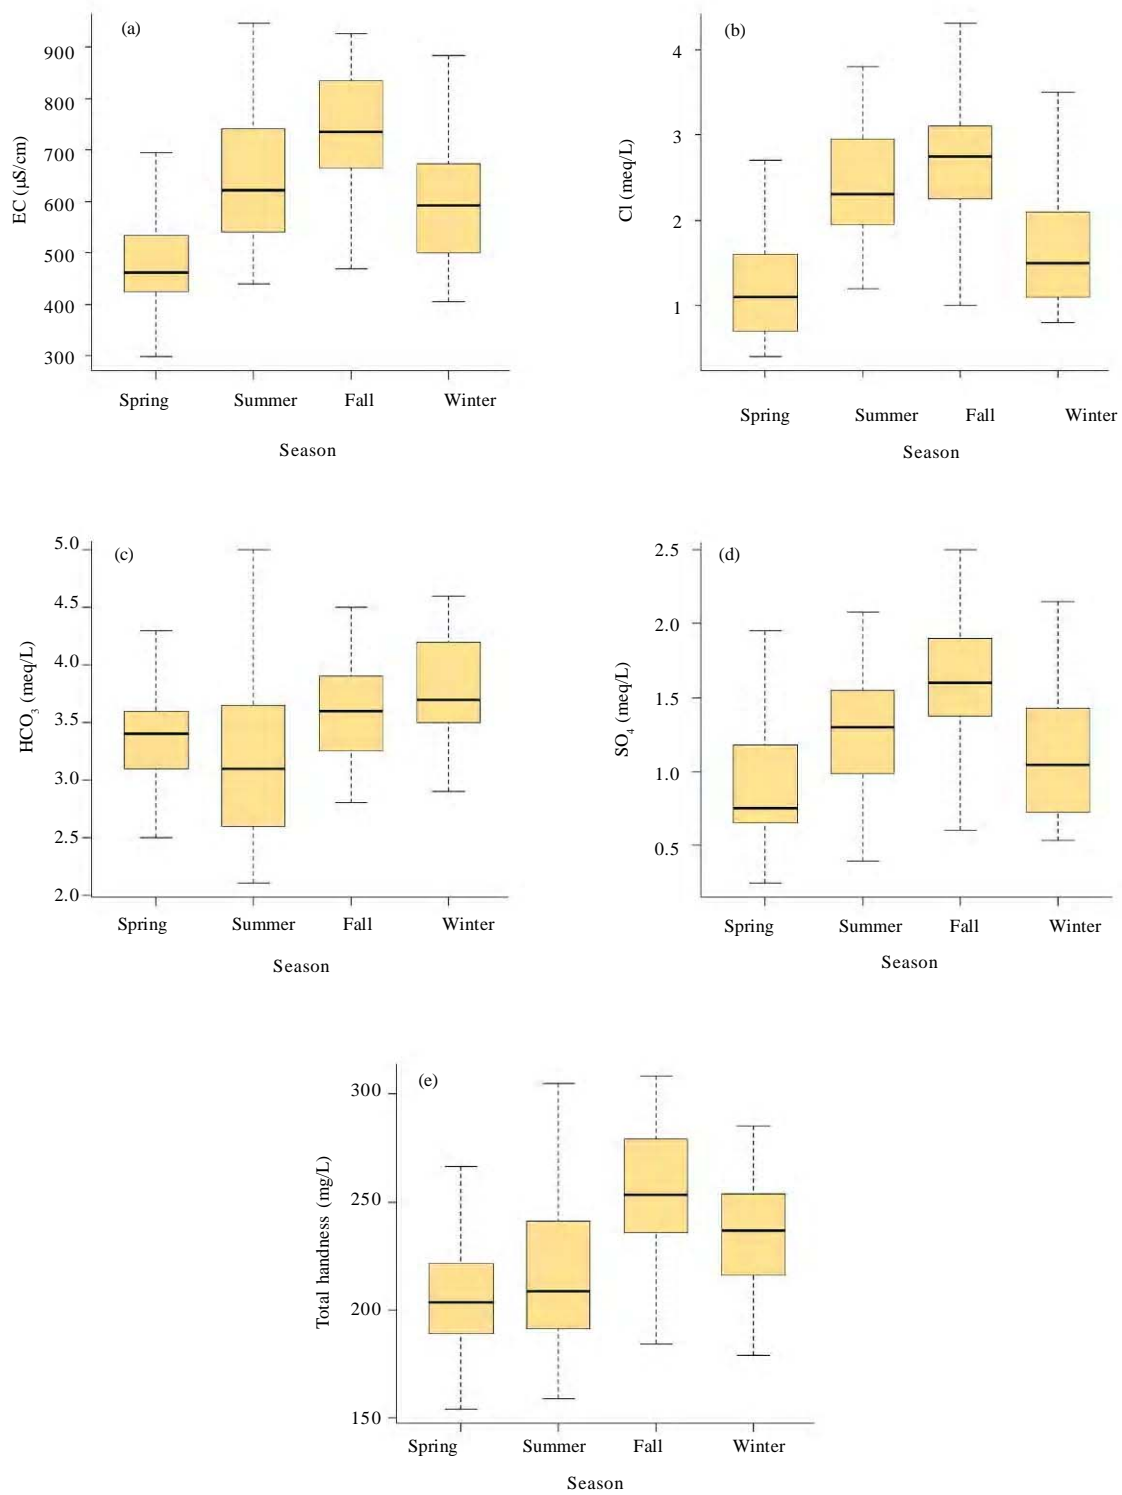 (a)
EC (µS/cm)
900
800
700
600
500
400
300
Spring Summer Fall Winter
Season
(b)
Cl (meq/L)
4
3
2
1
Spring Summer Fall Winter
Season
(c)
HCO3 (meq/L)
5.0
4.5
4.0
3.5
3.0
2.5
2.0
Spring Summer Fall Winter
Season
(d)
SO4 (meq/L)
2.5
2.0
1.5
1.0
0.5
Spring Summer Fall Winter
Season
(e)
Total handness (mg/L)
300
250
200
150
Spring Summer Fall Winter
Season